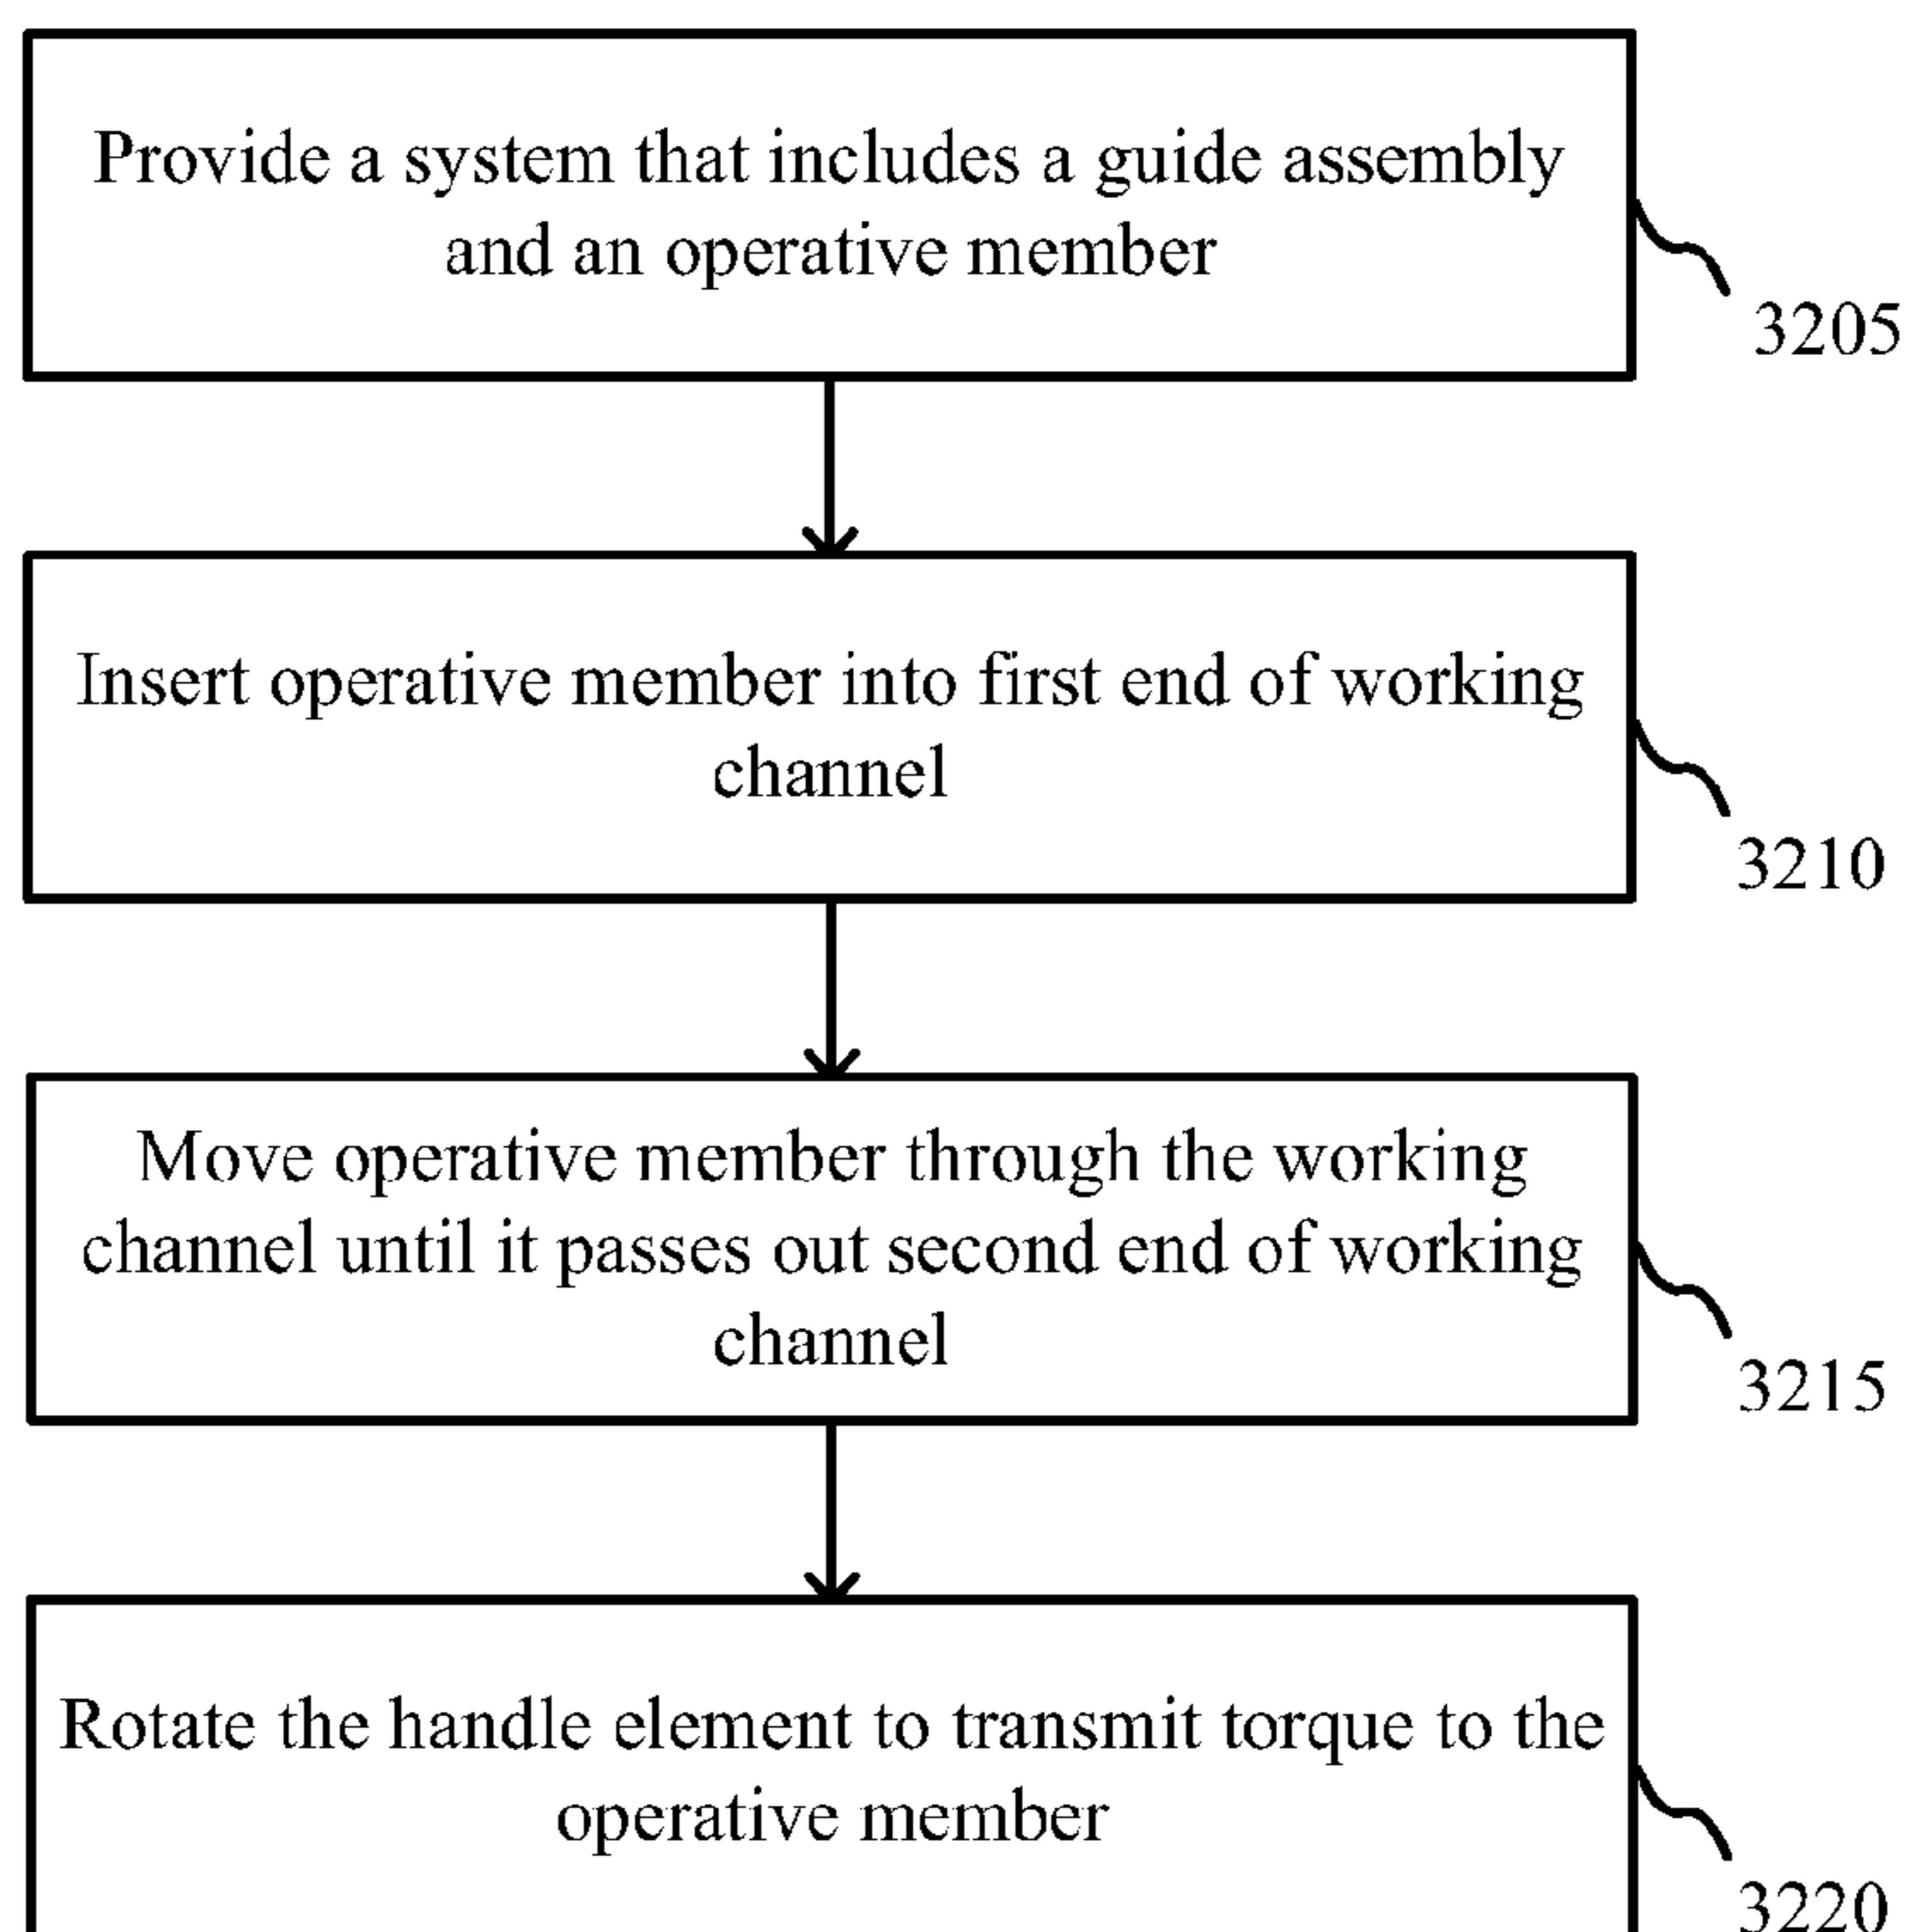 Provide a system that includes a guide assembly
and an operative member
3205
Insert operative member into first end of working
channel
3210
Move operative member through the working
channel until it passes out second end of working
channel
3215
Rotate the handle element to transmit torque to the
operative member
3220